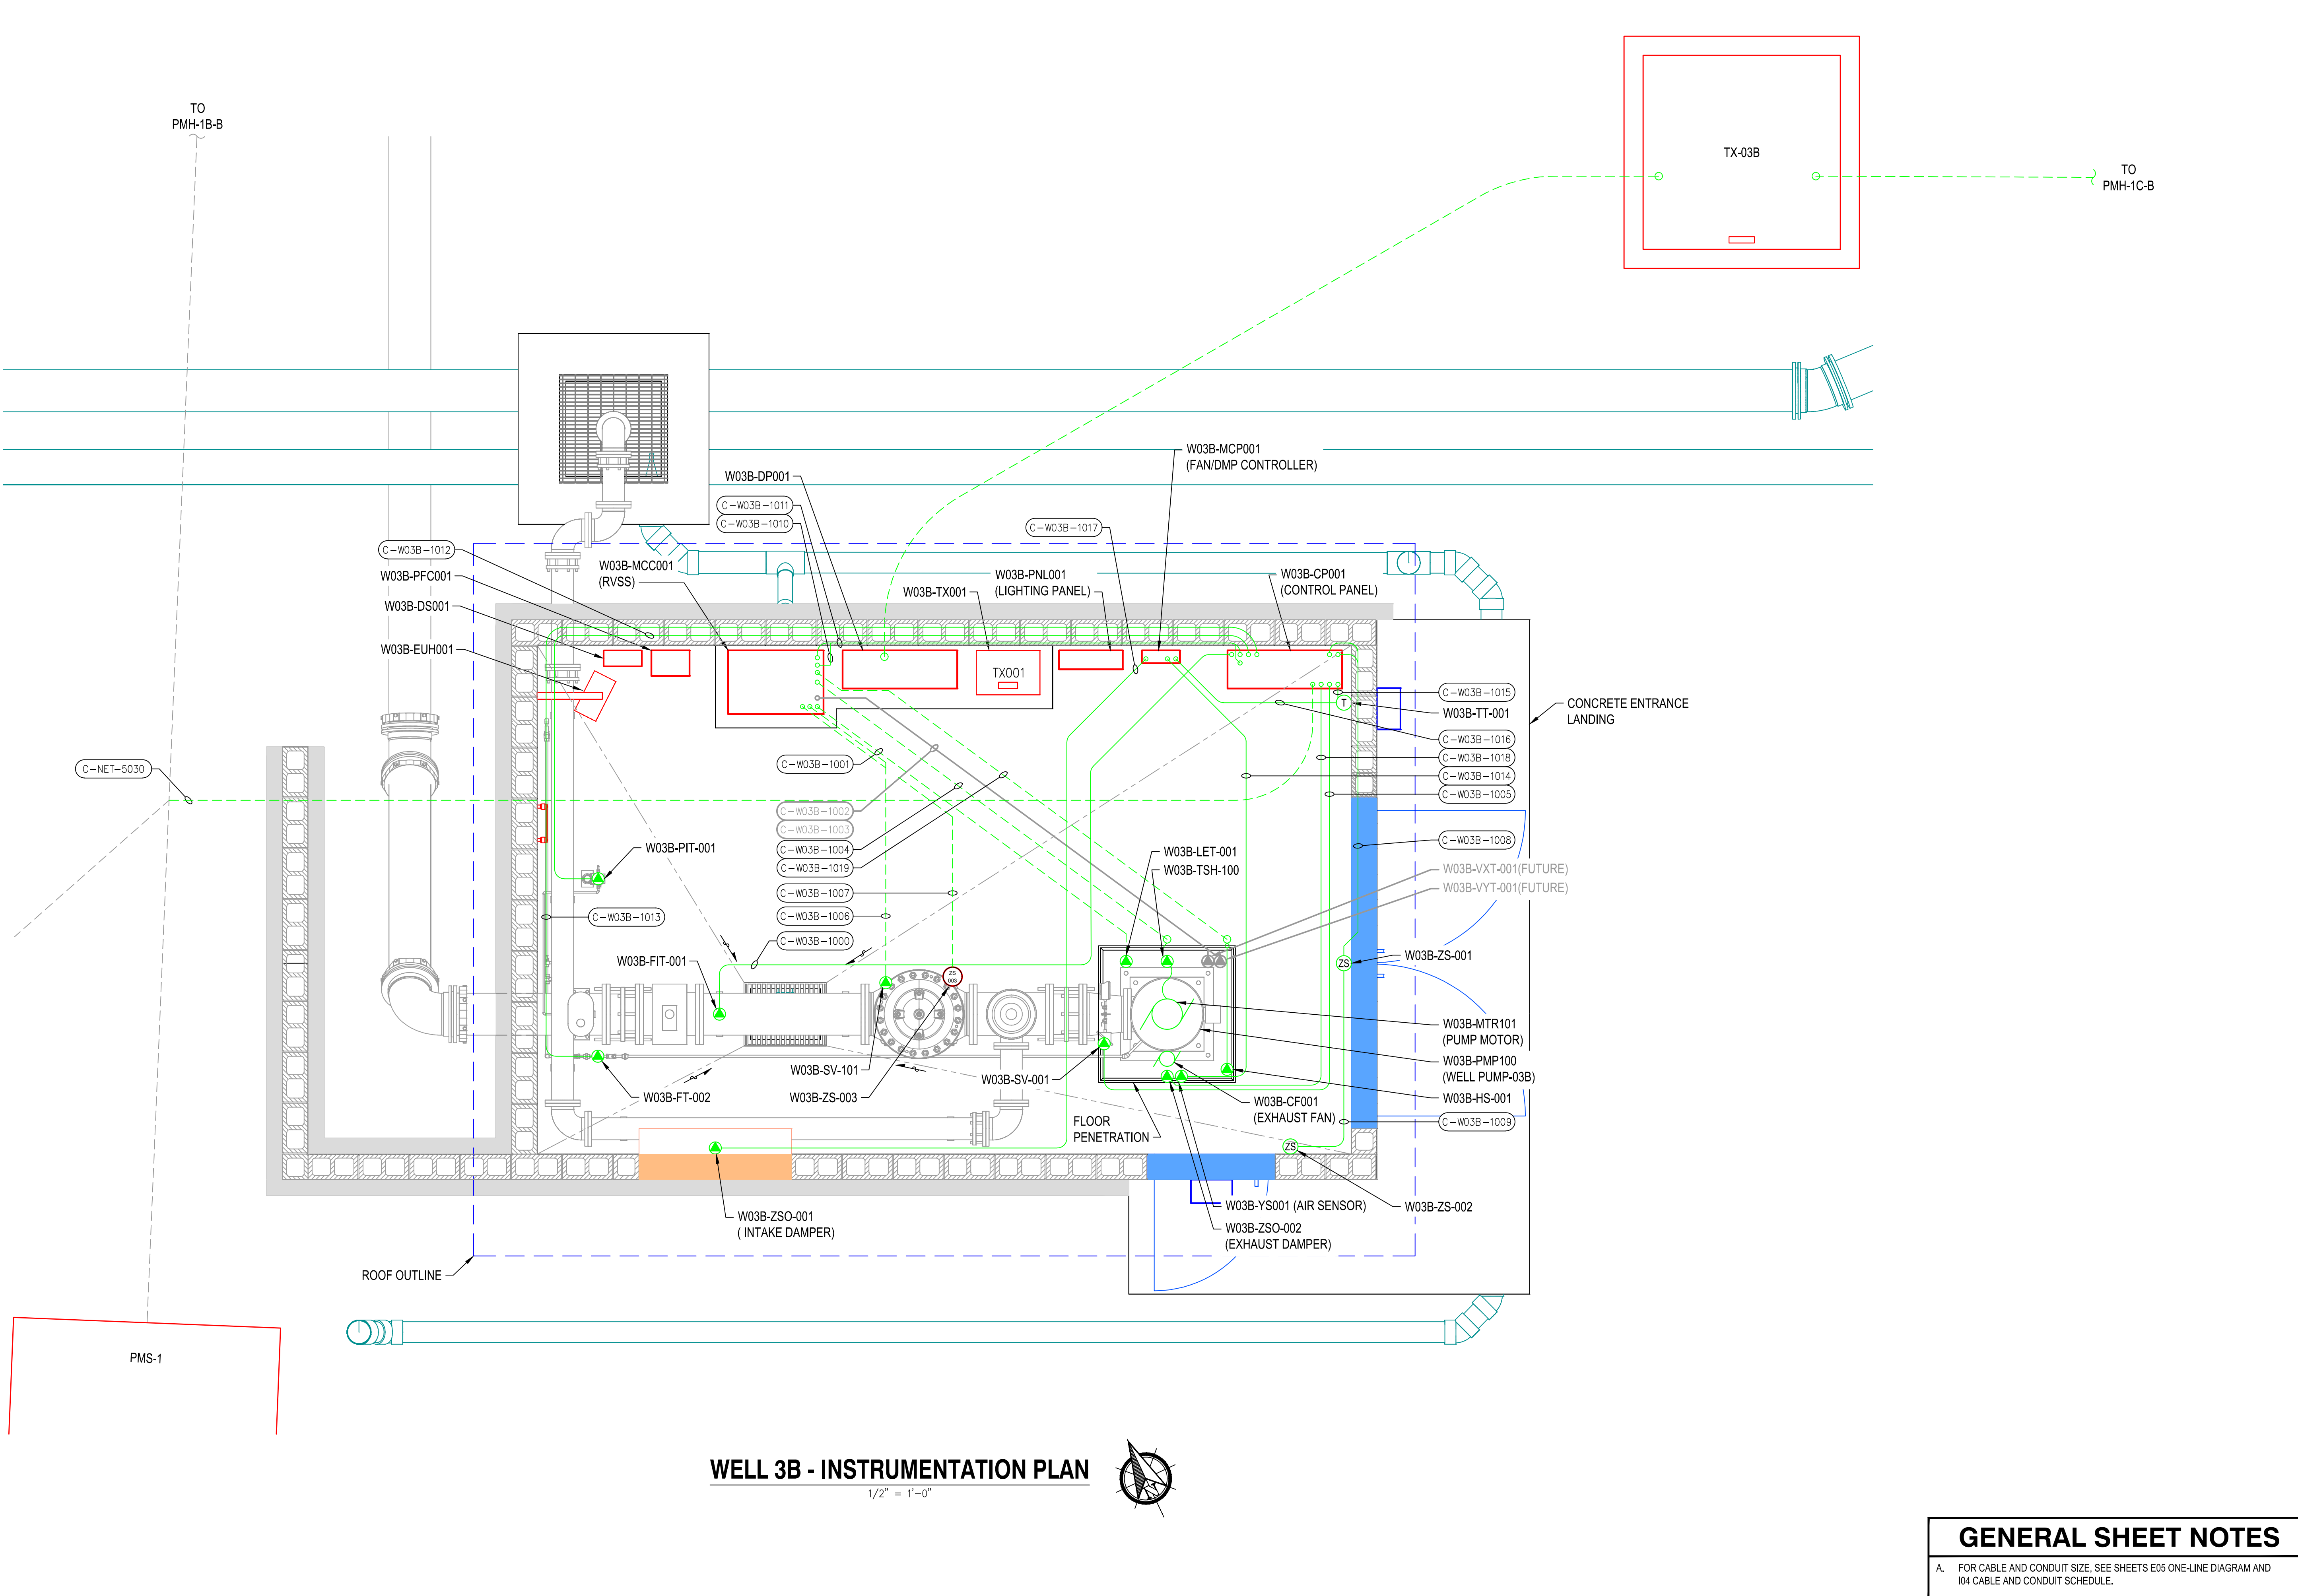 TO
PMH-1B-B
TX-03B
TO
PMH-1C-B
W03B-MCP001
(FAN/DMP CONTROLLER)
W03B-DP001
C-W03B-1011
C-W03B-1010
C-W03B-1017
C-W03B-1012
W03B-PFC001
W03B-DS001
W03B-EUH001
W03B-MCC001
(RVSS)
W03B-TX001
W03B-PNL001
(LIGHTING PANEL)
W03B-CP001
(CONTROL PANEL)
TX001
T
C-W03B-1015
W03B-TT-001
C-W03B-1016
C-W03B-1018
C-W03B-1014
C-W03B-1005
C-W03B-1008
CONCRETE ENTRANCE
LANDING
C-NET-5030
C-W03B-1001
C-W03B-1002
C-W03B-1003
C-W03B-1004
C-W03B-1019
C-W03B-1007
C-W03B-1006
C-W03B-1000
W03B-PIT-001
C-W03B-1013
W03B-LET-001
W03B-TSH-100
W03B-VXT-001(FUTURE)
W03B-VYT-001(FUTURE)
W03B-FIT-001
ZS
003
ZS
W03B-ZS-001
W03B-MTR101
(PUMP MOTOR)
W03B-PMP100
(WELL PUMP-03B)
W03B-HS-001
C-W03B-1009
W03B-SV-101
W03B-ZS-003
W03B-SV-001
W03B-FT-002
W03B-CF001
(EXHAUST FAN)
FLOOR
PENETRATION
ZS
W03B-ZSO-001
( INTAKE DAMPER)
W03B-YS001 (AIR SENSOR)
W03B-ZSO-002
(EXHAUST DAMPER)
W03B-ZS-002
ROOF OUTLINE
PMS-1
WELL 3B - INSTRUMENTATION PLAN
1/2" = 1'-0"
GENERAL SHEET NOTES
A. FOR CABLE AND CONDUIT SIZE, SEE SHEETS E05 ONE-LINE DIAGRAM AND
I04 CABLE AND CONDUIT SCHEDULE.